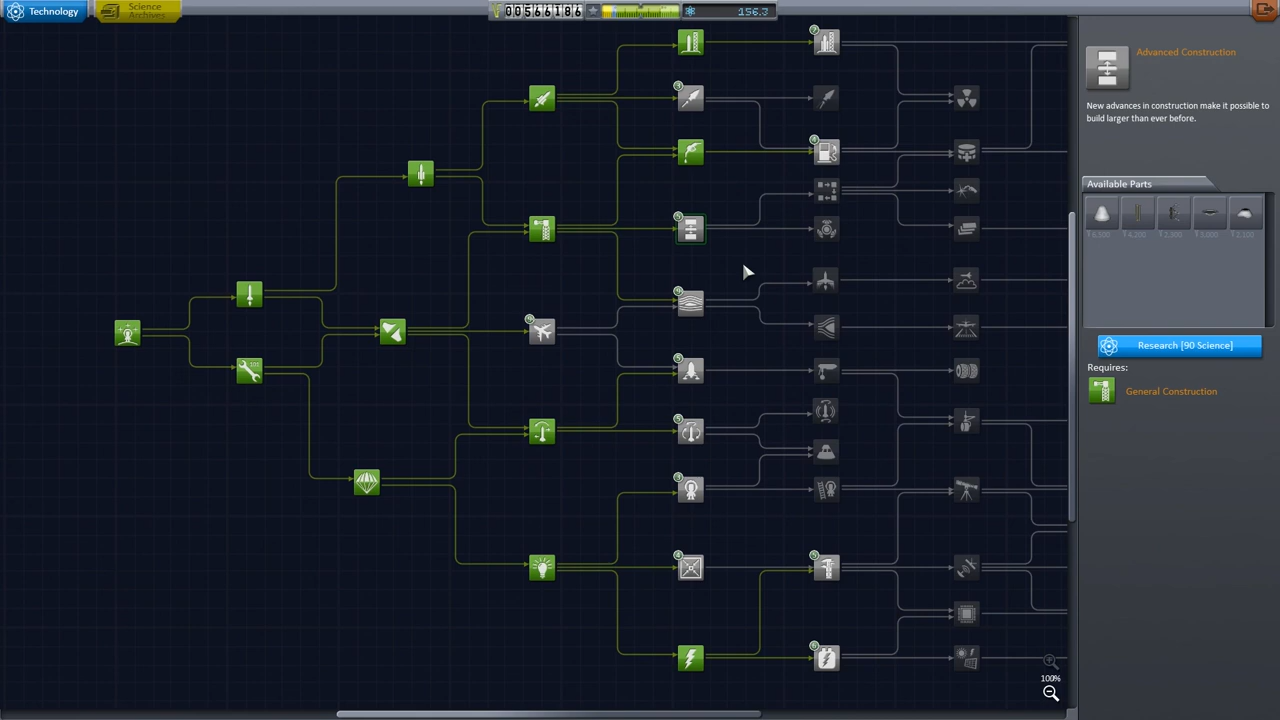 Technology
Science
Archives
00566186
156.3
Advanced Construction
New advances in construction make it possible to
build larger than ever before.
Available Parts
Research [90 Science]
Requires:
General Construction
100%